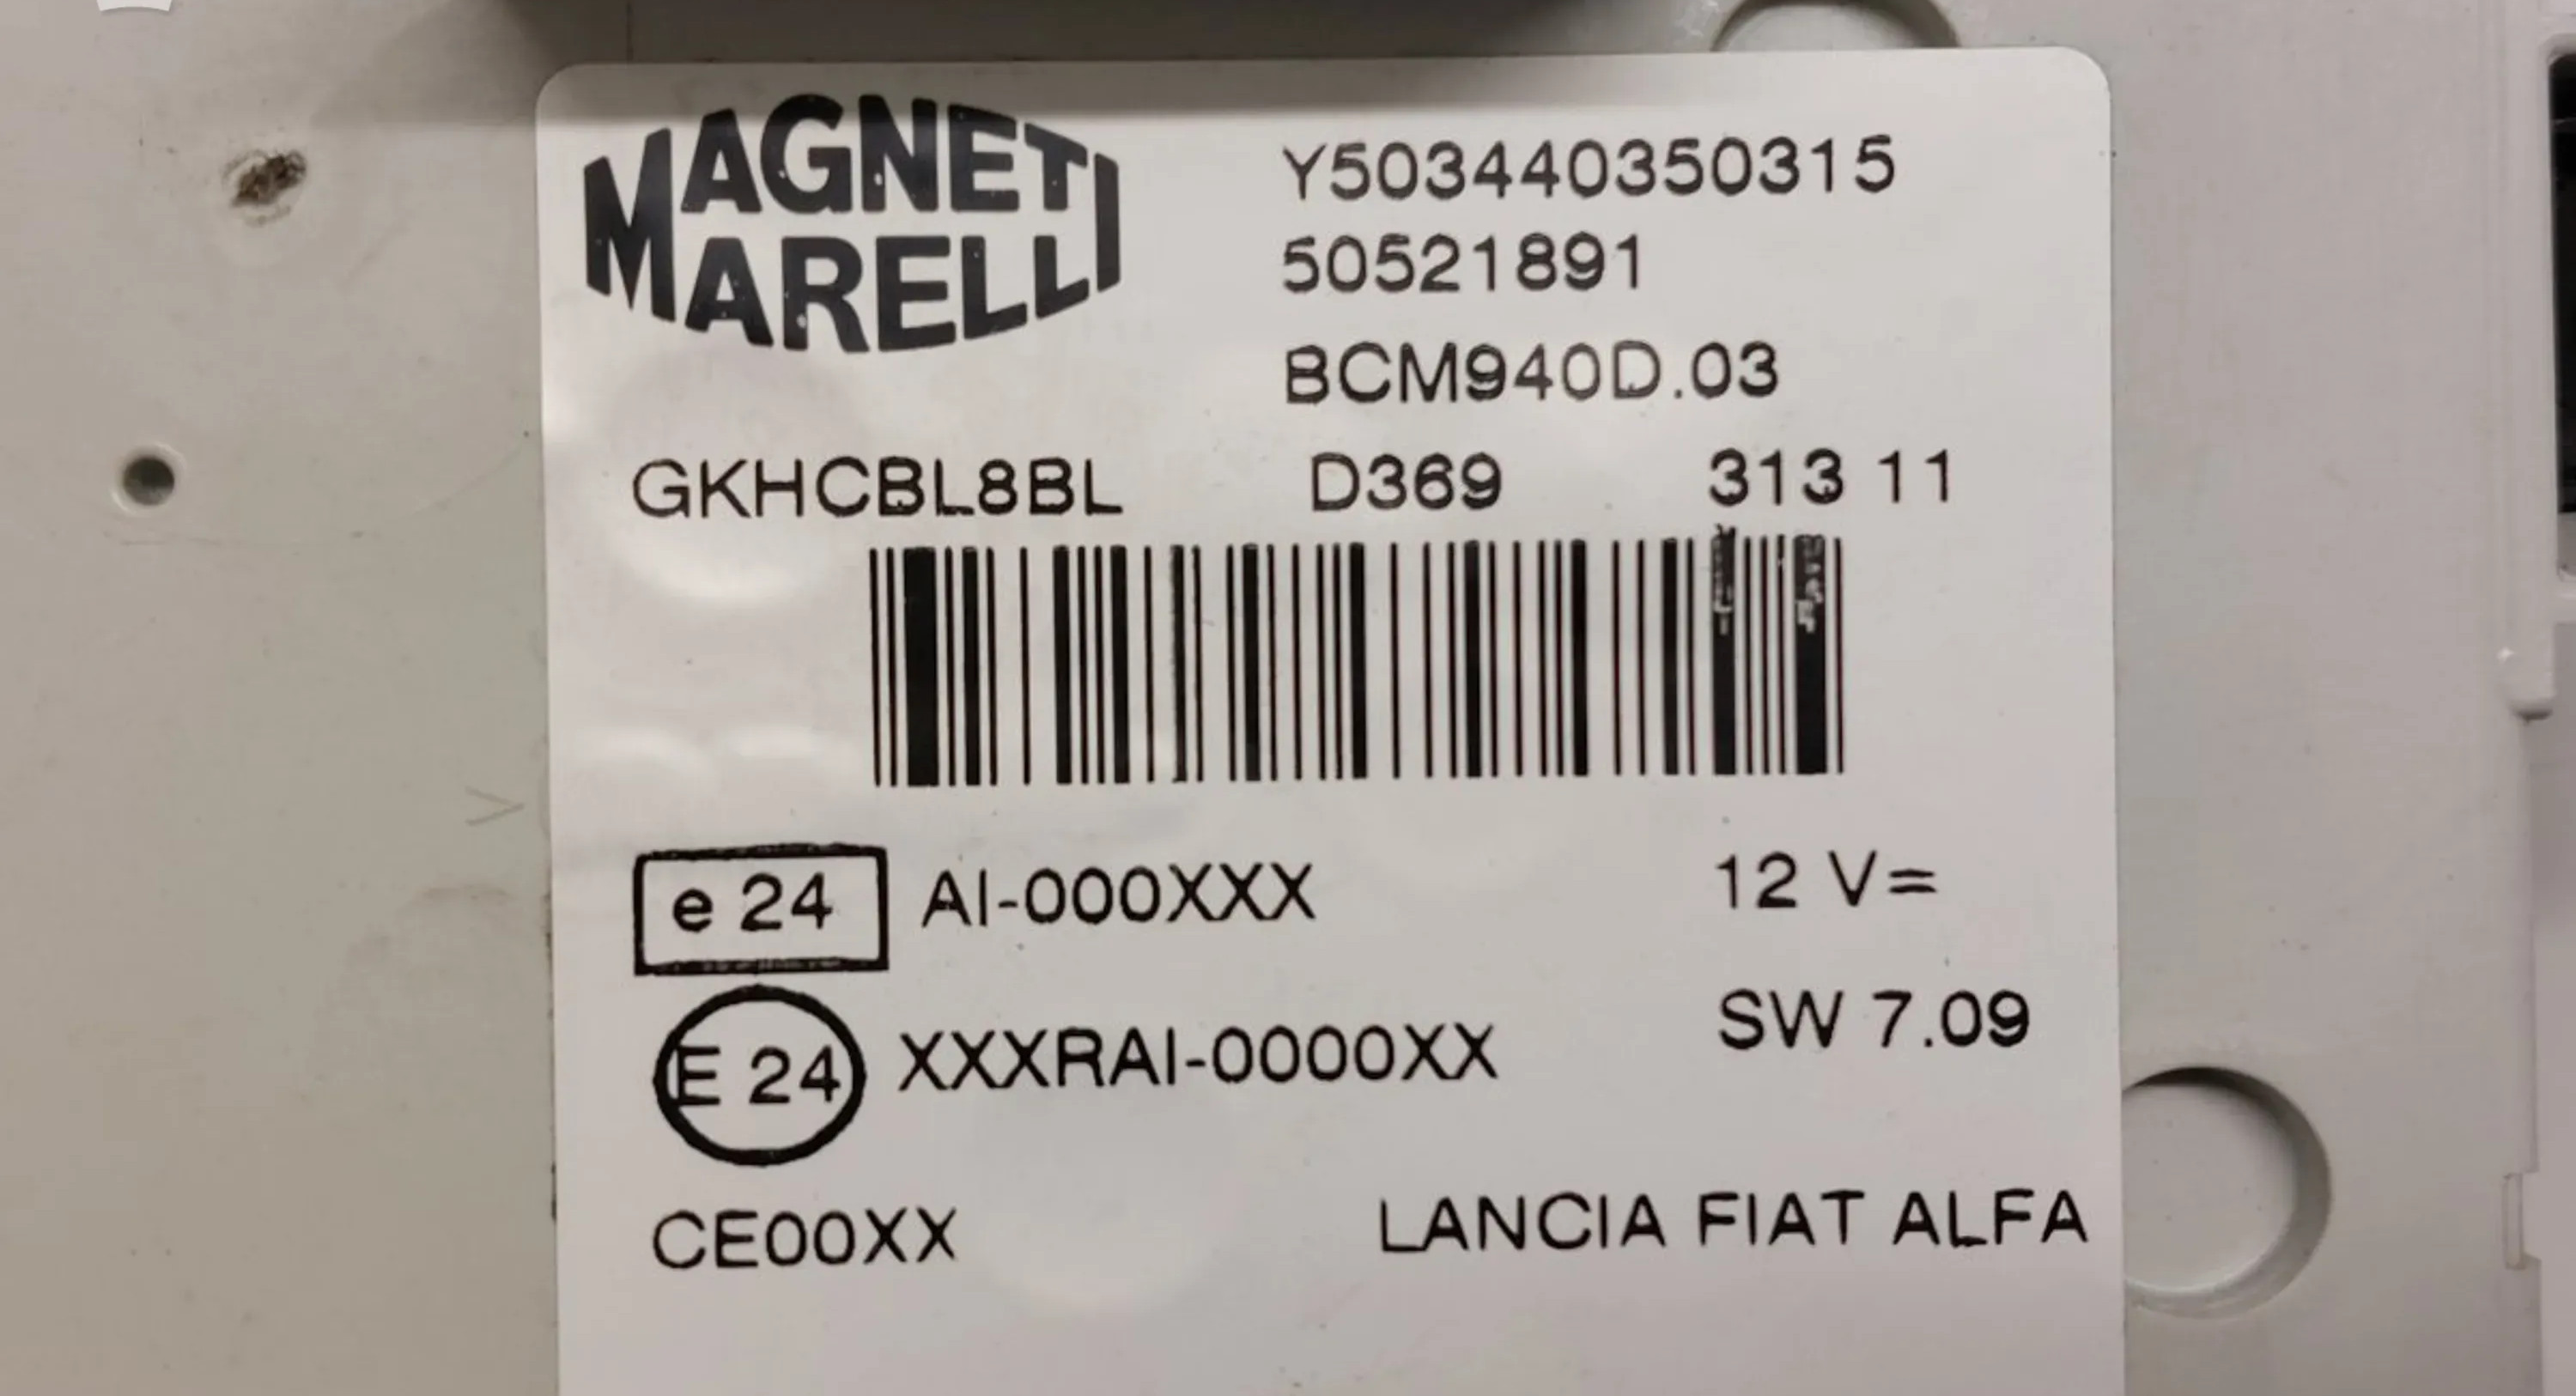 MAGNETI
MARELLI
Y503440350315
50521891
BCM940D.03
GKHCBL8BL D369 313 11
e 24 AI-000XXX 12 V=
E 24 XXXRAI-0000XX SW 7.09
CE00XX LANCIA FIAT ALFA